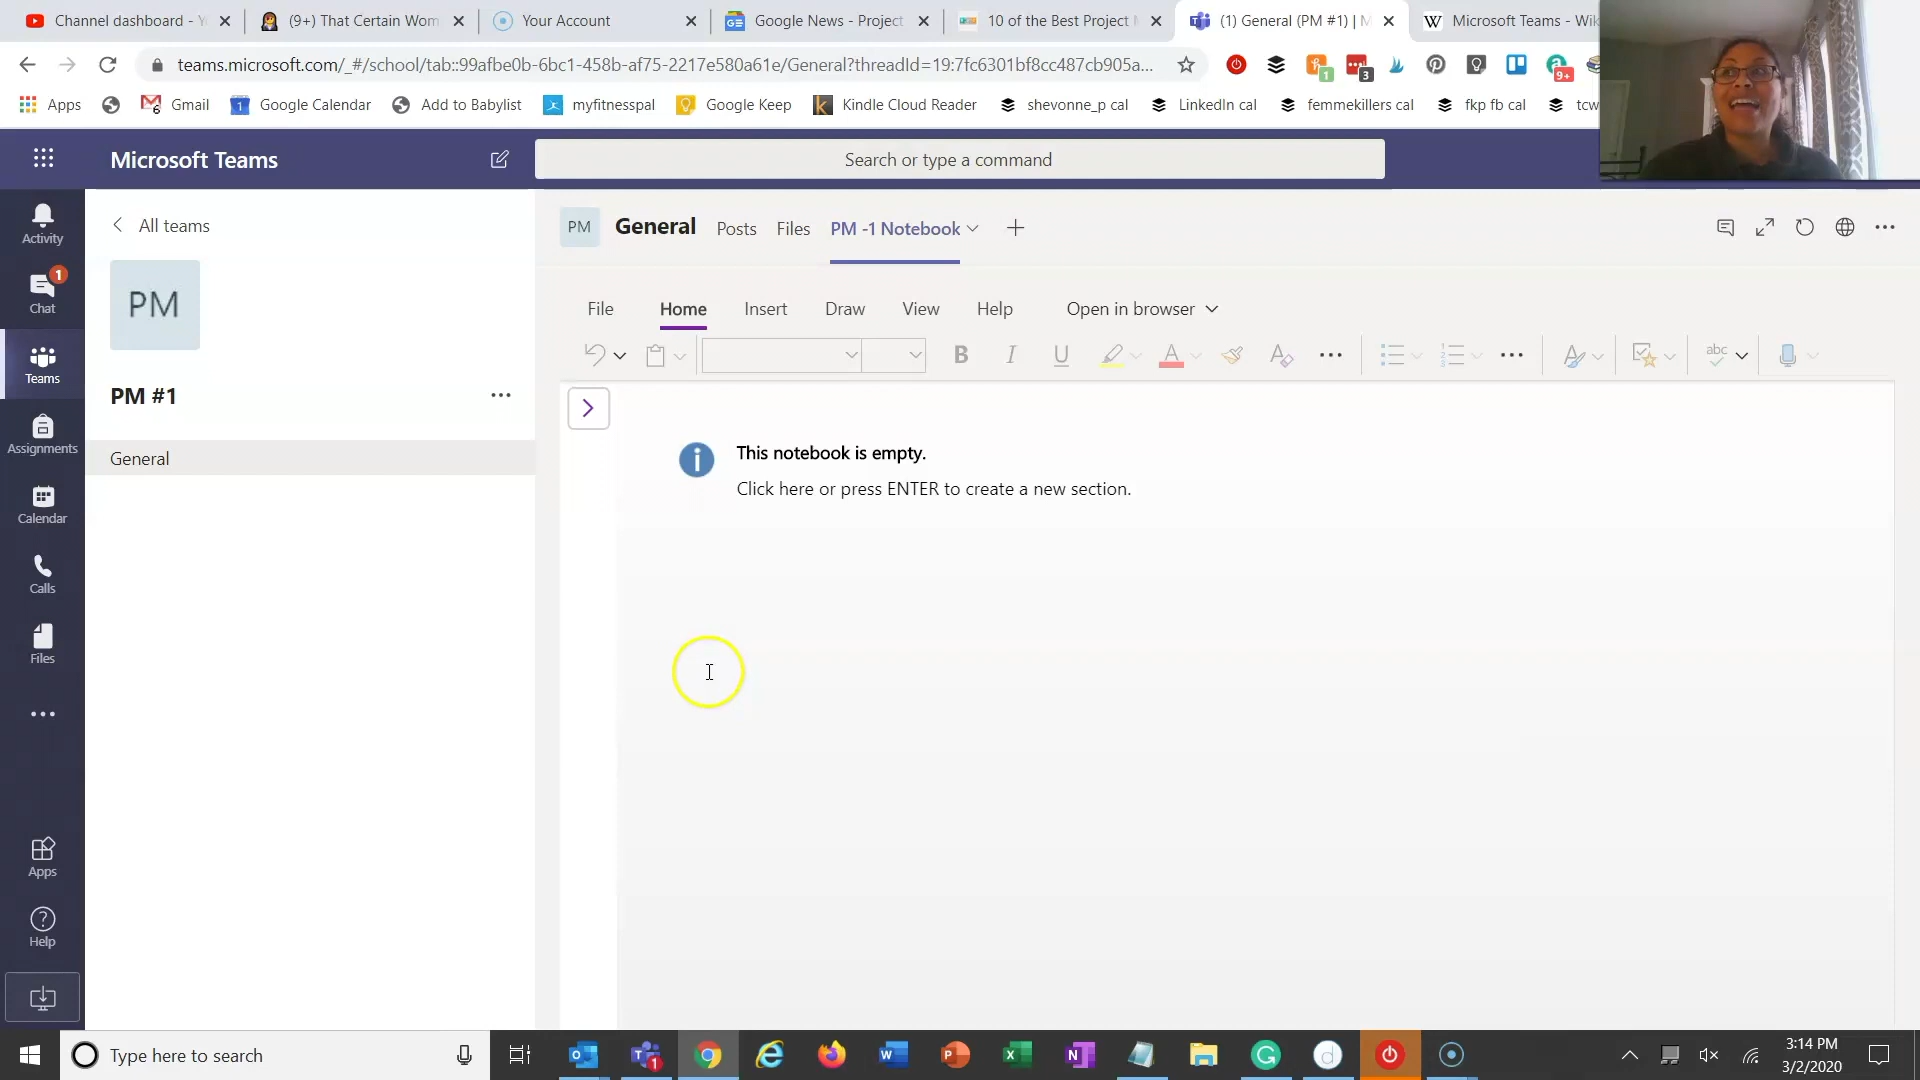 Channel dashboard - Y
(9+) That Certain Wom
Your Account
Google News - Project
10 of the Best Project M
(1) General (PM #1) | M
Microsoft Teams - Wik
teams.microsoft.com/_#/school/tab::99afbe0b-6bc1-458b-af75-2217e580a61e/General?threadId=19:7fc6301bf8cc487cb905a...
1
3
9+
Apps
Gmail
Google Calendar
Add to Babylist
myfitnesspal
Google Keep
Kindle Cloud Reader
shevonne_p cal
LinkedIn cal
femmekillers cal
fkp fb cal
tcw
Microsoft Teams
Search or type a command
Activity
Chat
1
Teams
Assignments
Calendar
Calls
Files
Apps
Help
All teams
PM
PM #1
General
PM
General
Posts
Files
PM -1 Notebook
File
Home
Insert
Draw
View
Help
Open in browser
B
I
U
A
A
abc
This notebook is empty.
Click here or press ENTER to create a new section.
Type here to search
3:14 PM
3/2/2020